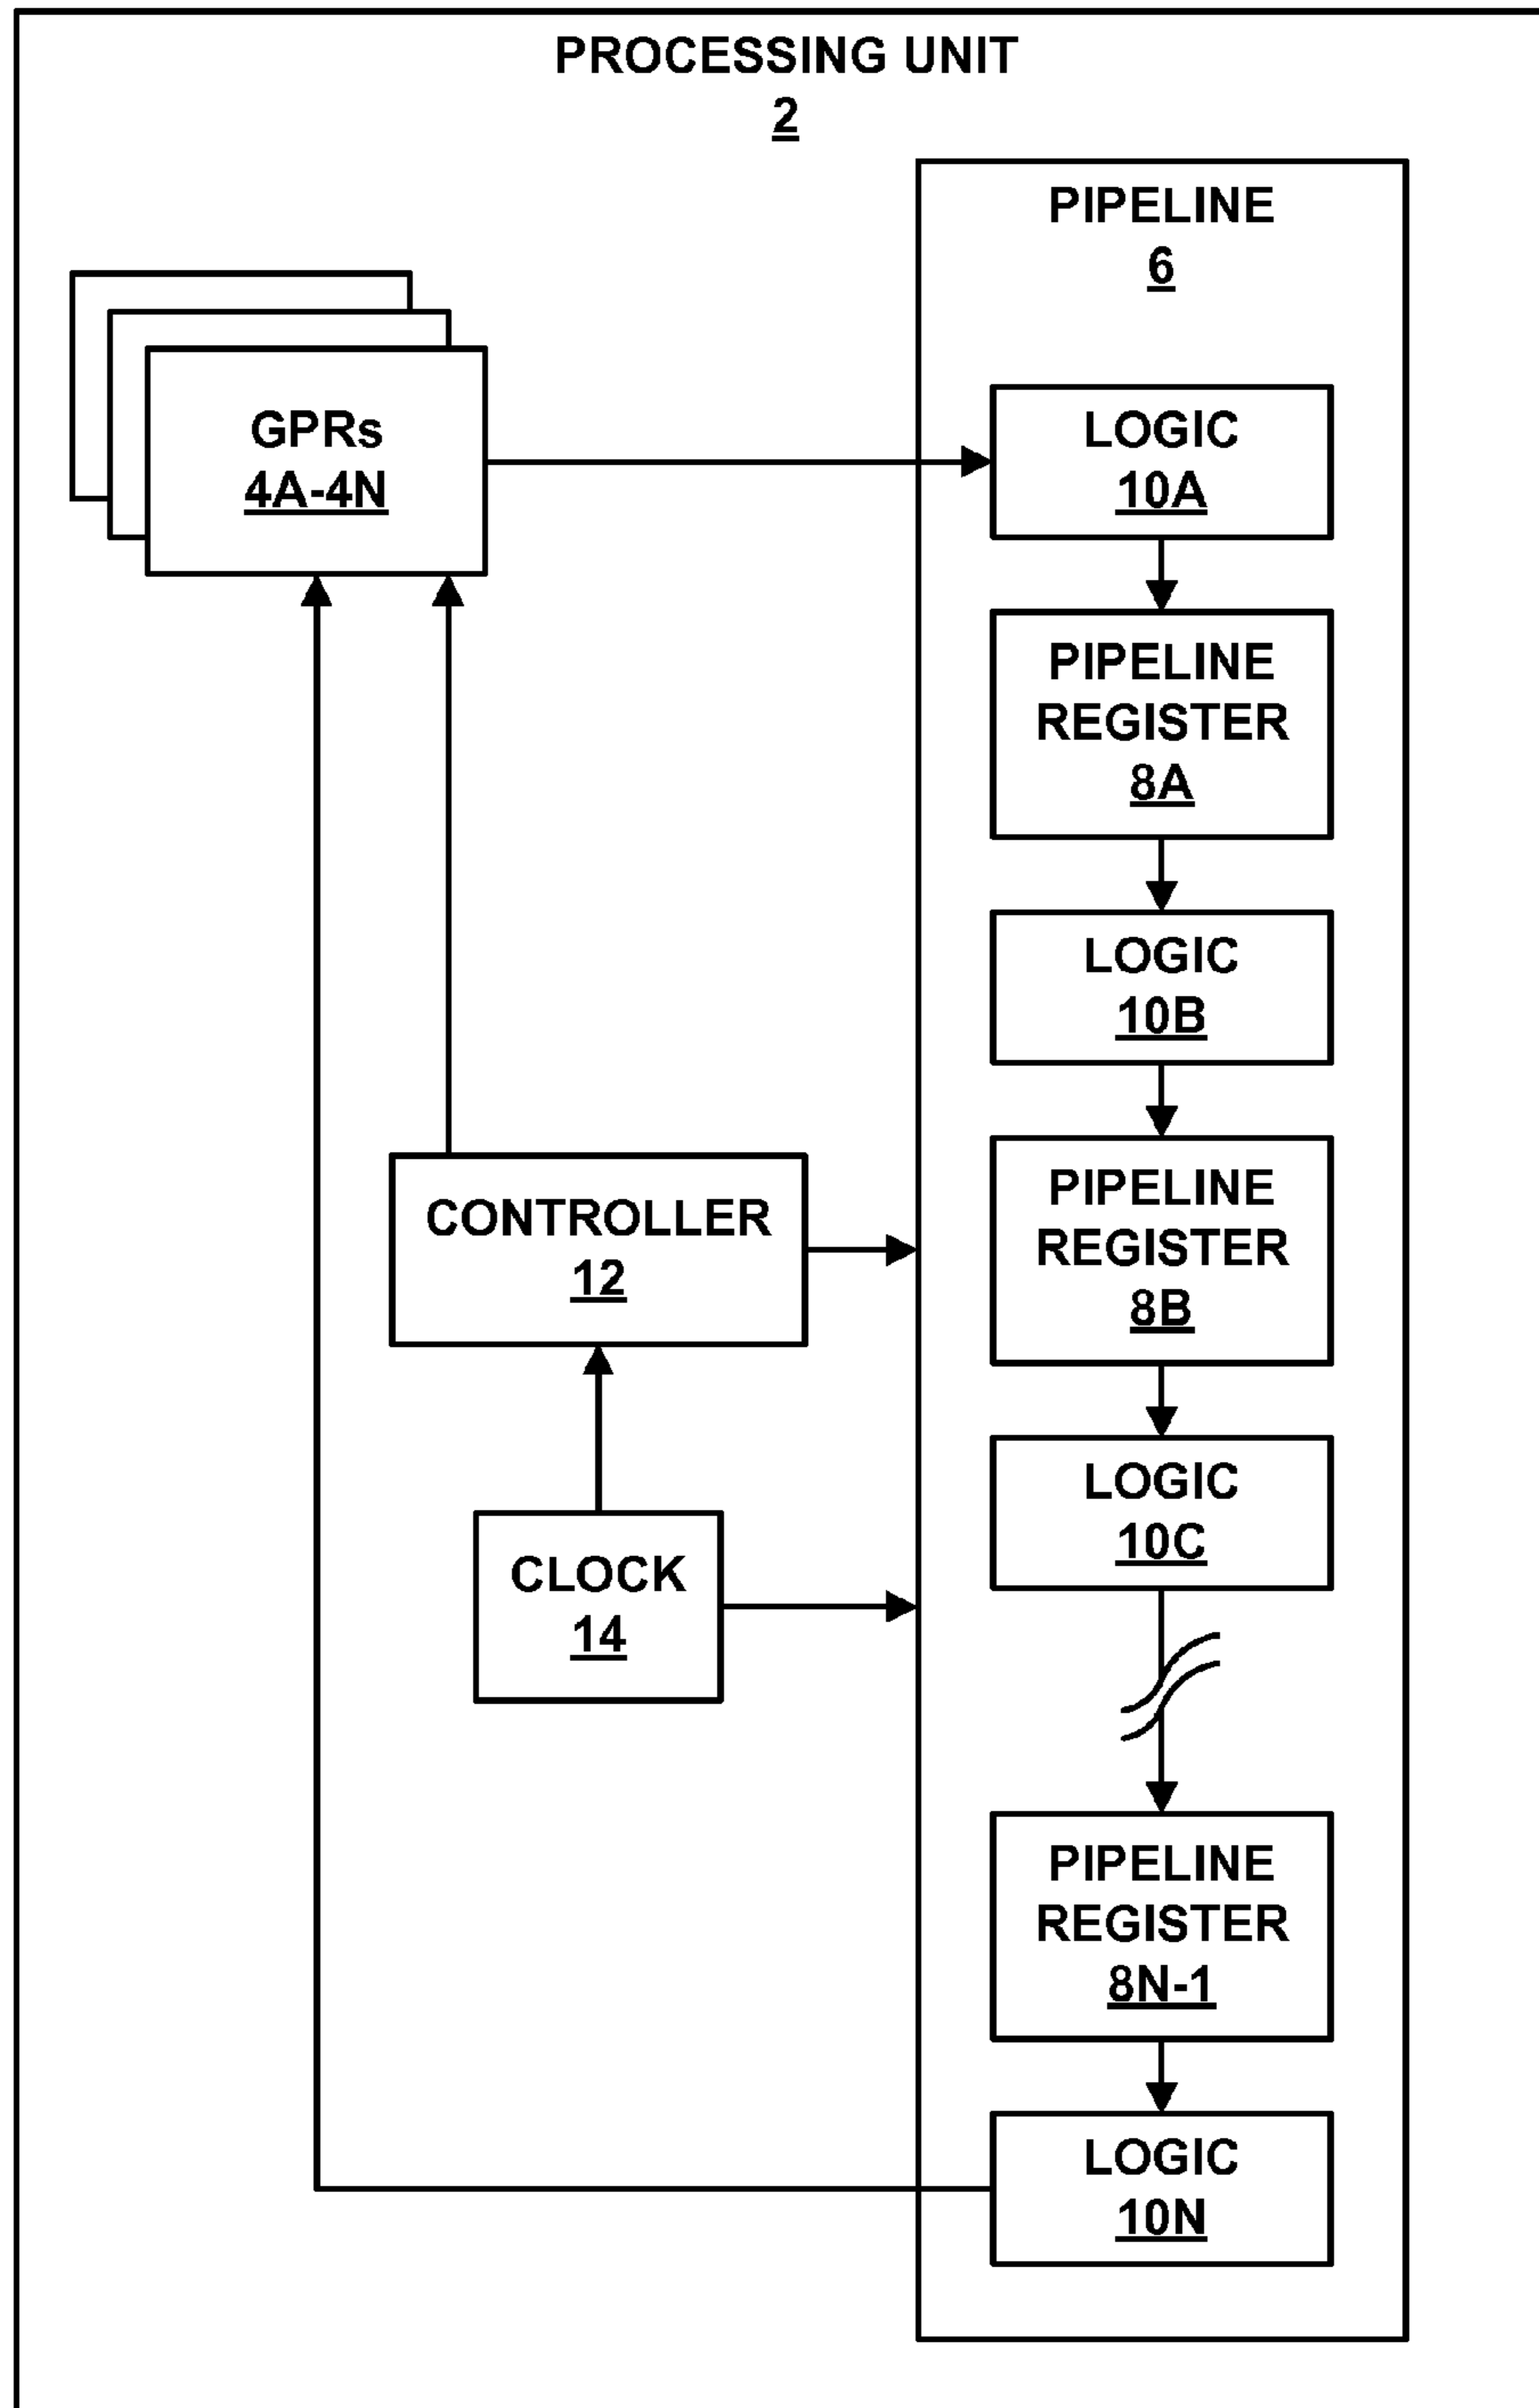 PROCESSING UNIT
2
PIPELINE
6
GPRs
4A-4N
LOGIC
10A
PIPELINE
REGISTER
8A
LOGIC
10B
PIPELINE
REGISTER
8B
CONTROLLER
12
LOGIC
10C
CLOCK
14
PIPELINE
REGISTER
8N-1
LOGIC
10N